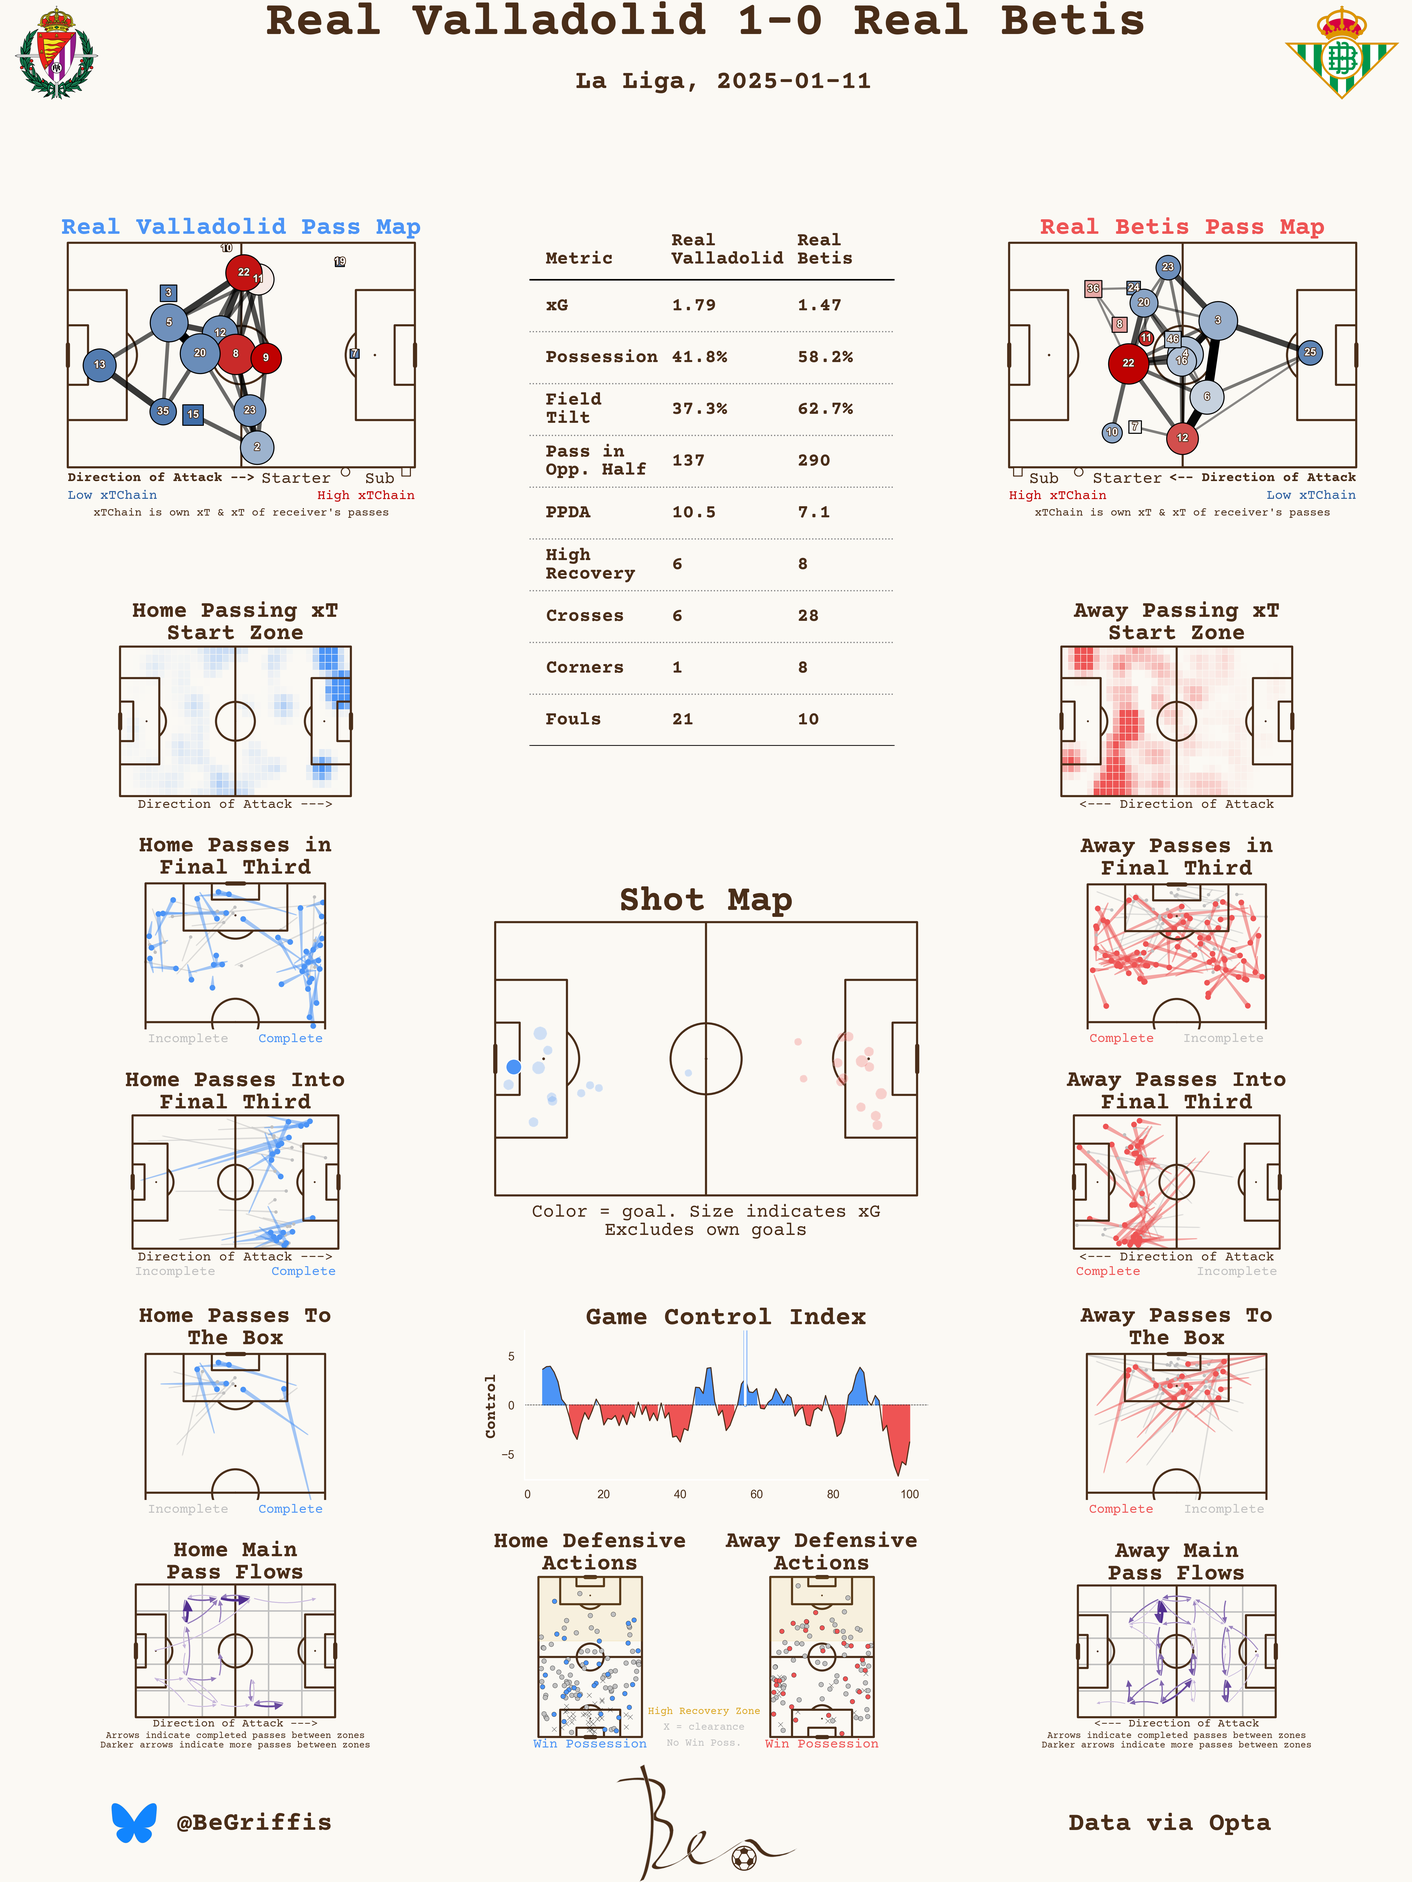 Real Valladolid 1-0 Real Betis
La Liga, 2025-01-11
Real Valladolid Pass Map
10
19
22
11
3
5
12
20
8
9
7
13
35
15
23
2
Direction of Attack --> Starter Sub
Low xTChain High xTChain
xTChain is own xT & xT of receiver's passes
Metric Real Valladolid Real Betis
xG 1.79 1.47
Possession 41.8% 58.2%
Field Tilt 37.3% 62.7%
Pass in Opp. Half 137 290
PPDA 10.5 7.1
High Recovery 6 8
Crosses 6 28
Corners 1 8
Fouls 21 10
Real Betis Pass Map
23
36
24
20
3
8
11
46
4
16
22
25
6
10
7
12
Sub Starter <-- Direction of Attack
High xTChain Low xTChain
xTChain is own xT & xT of receiver's passes
Home Passing xT
Start Zone
Direction of Attack --->
Away Passing xT
Start Zone
<--- Direction of Attack
Home Passes in
Final Third
Incomplete Complete
Away Passes in
Final Third
Complete Incomplete
Shot Map
Color = goal. Size indicates xG
Excludes own goals
Home Passes Into
Final Third
Direction of Attack --->
Incomplete Complete
Away Passes Into
Final Third
<--- Direction of Attack
Complete Incomplete
Home Passes To
The Box
Incomplete Complete
Game Control Index
Control
5
0
−5
0 20 40 60 80 100
Away Passes To
The Box
Complete Incomplete
Home Main
Pass Flows
Direction of Attack --->
Arrows indicate completed passes between zones
Darker arrows indicate more passes between zones
Home Defensive
Actions
Win Possession
High Recovery Zone
X = clearance
No Win Poss.
Away Defensive
Actions
Win Possession
Away Main
Pass Flows
<--- Direction of Attack
Arrows indicate completed passes between zones
Darker arrows indicate more passes between zones
@BeGriffis
Ben
Data via Opta